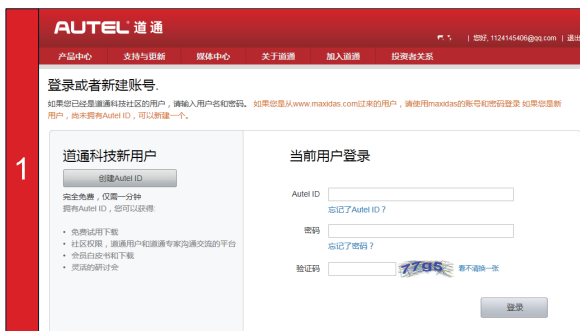 AUTEL 道通
| 您好, 1124145406@qq.com | 退出
产品中心 支持与更新 媒体中心 关于道通 加入道通 投资者关系
登录或者新建账号.
如果您已经是道通科技社区的用户，请输入用户名和密码。 如果您是从www.maxidas.com过来的用户，请使用maxidas的账号和密码登录 如果您是新
用户，尚未拥有Autel ID，可以新建一个。
1
道通科技新用户
创建Autel ID
完全免费，仅需一分钟
拥有Autel ID，您可以获得:
• 免费试用下载
• 社区权限，道通用户和道通专家沟通交流的平台
• 会员白皮书和下载
• 灵活的研讨会
当前用户登录
Autel ID
忘记了Autel ID？
密码
忘记了密码？
验证码 7795 看不清换一张
登录